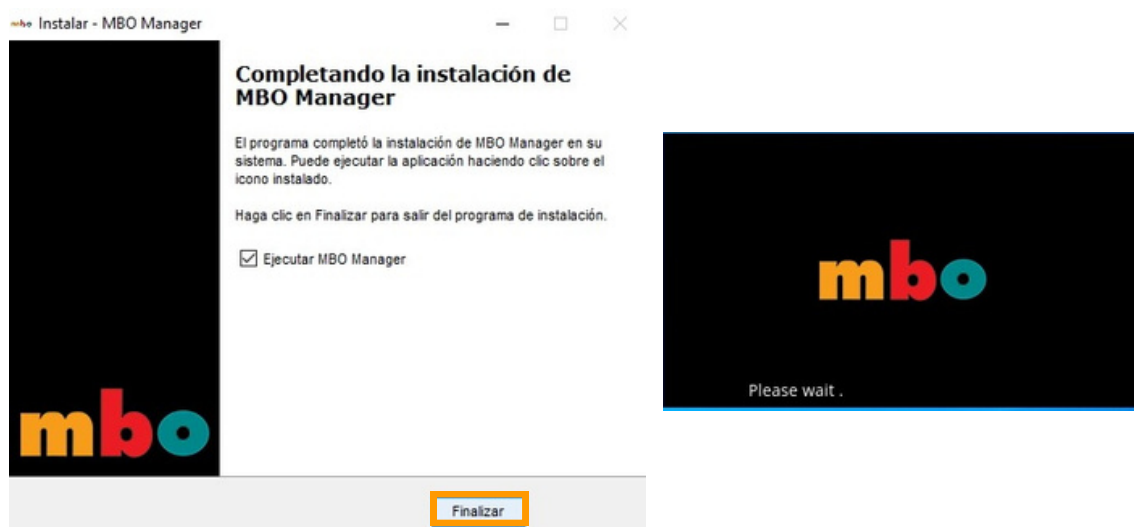 mbo Instalar - MBO Manager
Completando la instalación de
MBO Manager
El programa completó la instalación de MBO Manager en su
sistema. Puede ejecutar la aplicación haciendo clic sobre el
icono instalado.
Haga clic en Finalizar para salir del programa de instalación.
Ejecutar MBO Manager
mbo
Finalizar
mbo
Please wait .